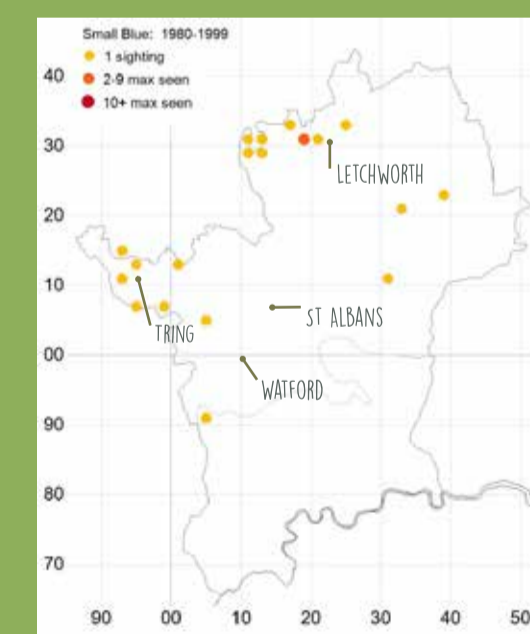 Small Blue: 1980-1999
1 sighting
2-9 max seen
10+ max seen
40
30
LETCHWORTH
20
10
ST ALBANS
TRING
00
WATFORD
90
80
70
90 00 10 20 30 40 50